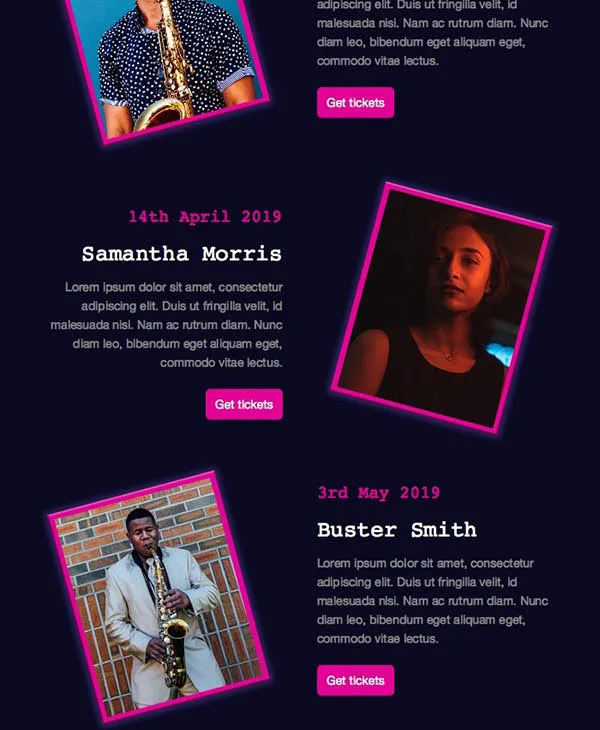 adipiscing elit. Duis ut fringilla velit, id
malesuada nisi. Nam ac rutrum diam. Nunc
diam leo, bibendum eget aliquam eget,
commodo vitae lectus.
Get tickets
14th April 2019
Samantha Morris
Lorem ipsum dolor sit amet, consectetur
adipiscing elit. Duis ut fringilla velit, id
malesuada nisi. Nam ac rutrum diam. Nunc
diam leo, bibendum eget aliquam eget,
commodo vitae lectus.
Get tickets
3rd May 2019
Buster Smith
Lorem ipsum dolor sit amet, consectetur
adipiscing elit. Duis ut fringilla velit, id
malesuada nisi. Nam ac rutrum diam. Nunc
diam leo, bibendum eget aliquam eget,
commodo vitae lectus.
Get tickets